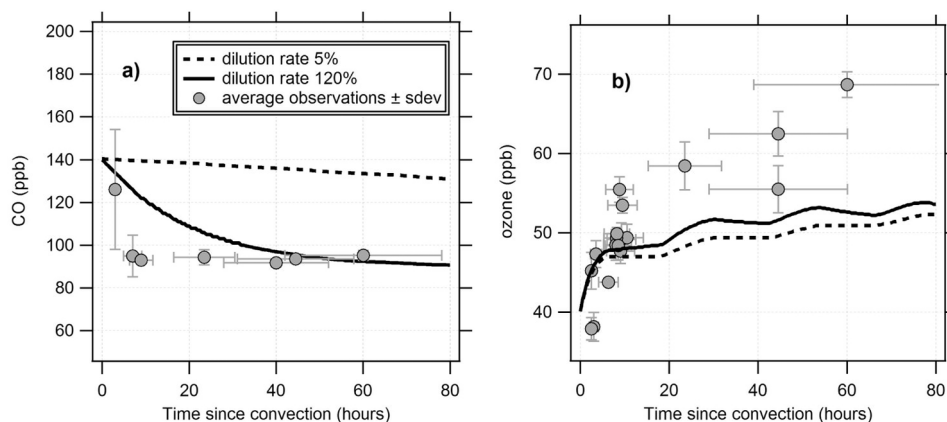 a)
dilution rate 5%
dilution rate 120%
average observations ± sdev
200
180
160
140
120
100
80
60
CO (ppb)
0
20
40
60
80
Time since convection (hours)
b)
70
60
50
40
ozone (ppb)
0
20
40
60
80
Time since convection (hours)